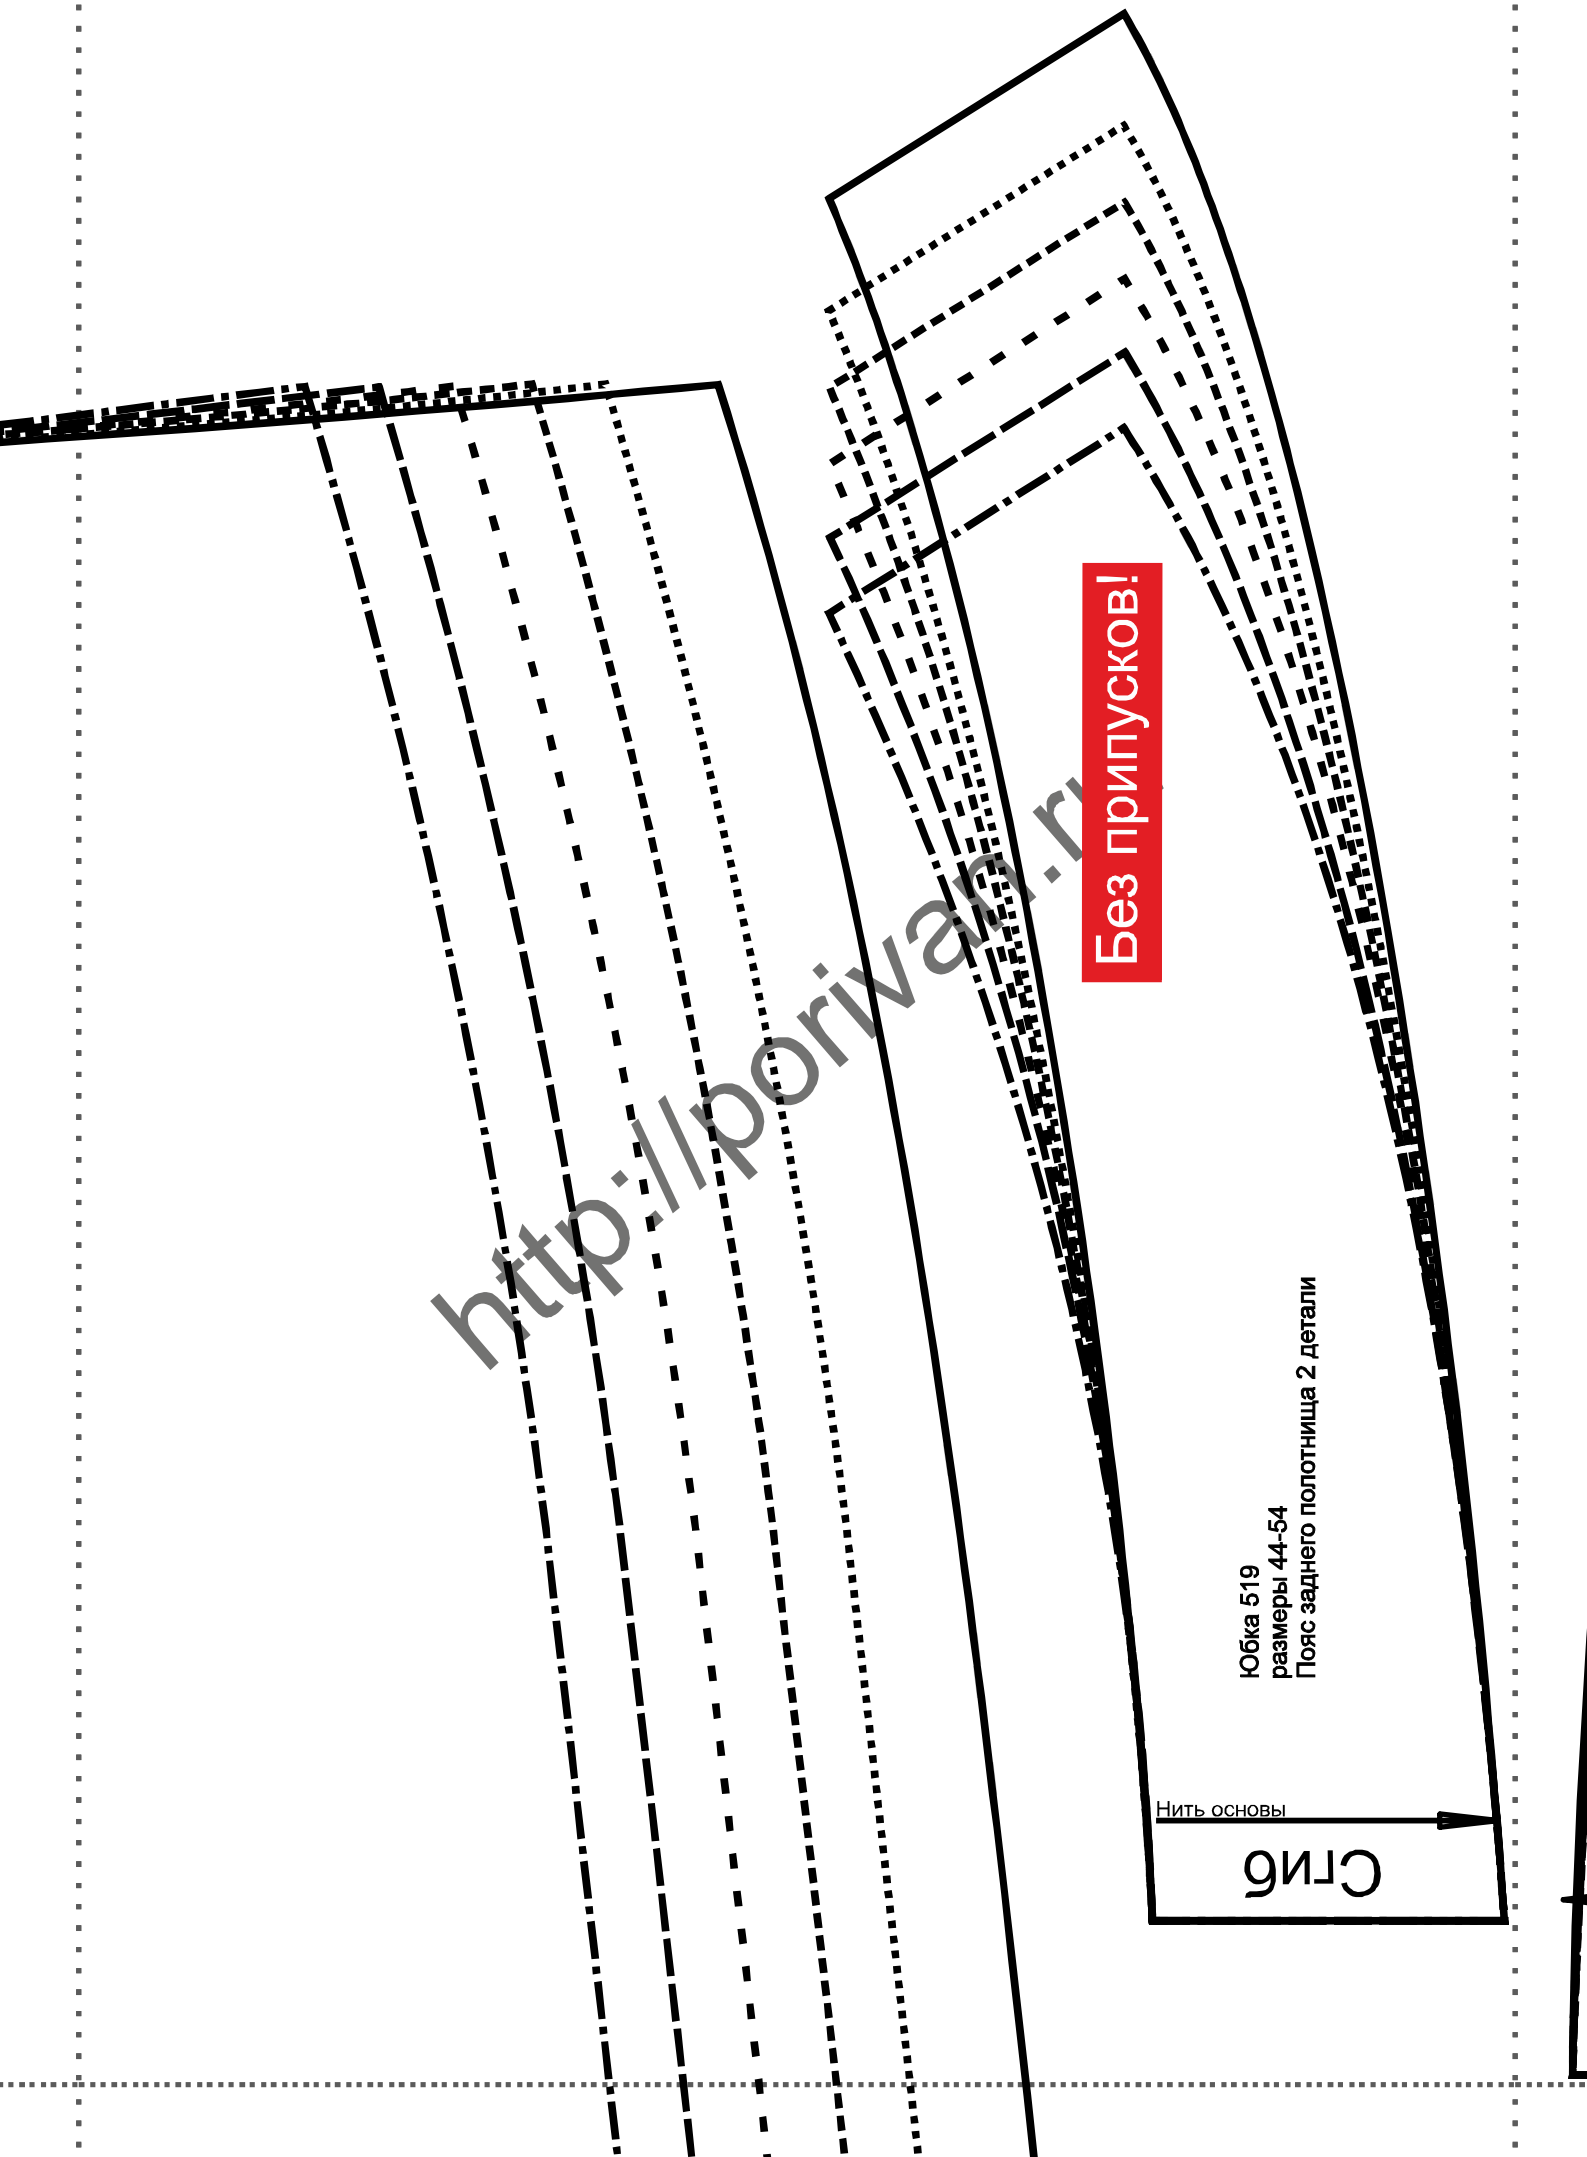 Без припусков!
http://porivan.ru
Юбка 519
размеры 44-54
Пояс заднего полотнища 2 детали
Нить основы
Сгиб